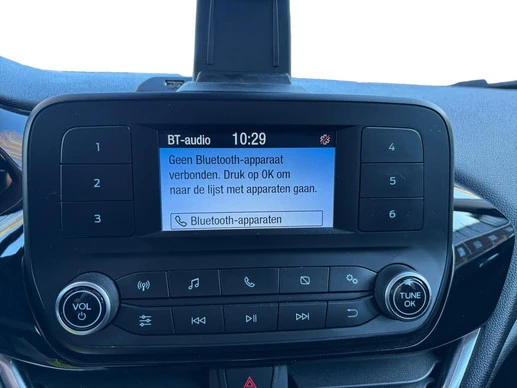 BT-audio 10:29
1
2
3
Geen Bluetooth-apparaat
verbonden. Druk op OK om
naar de lijst met apparaten gaan.
Bluetooth-apparaten
4
5
6
VOL
TUNE
OK